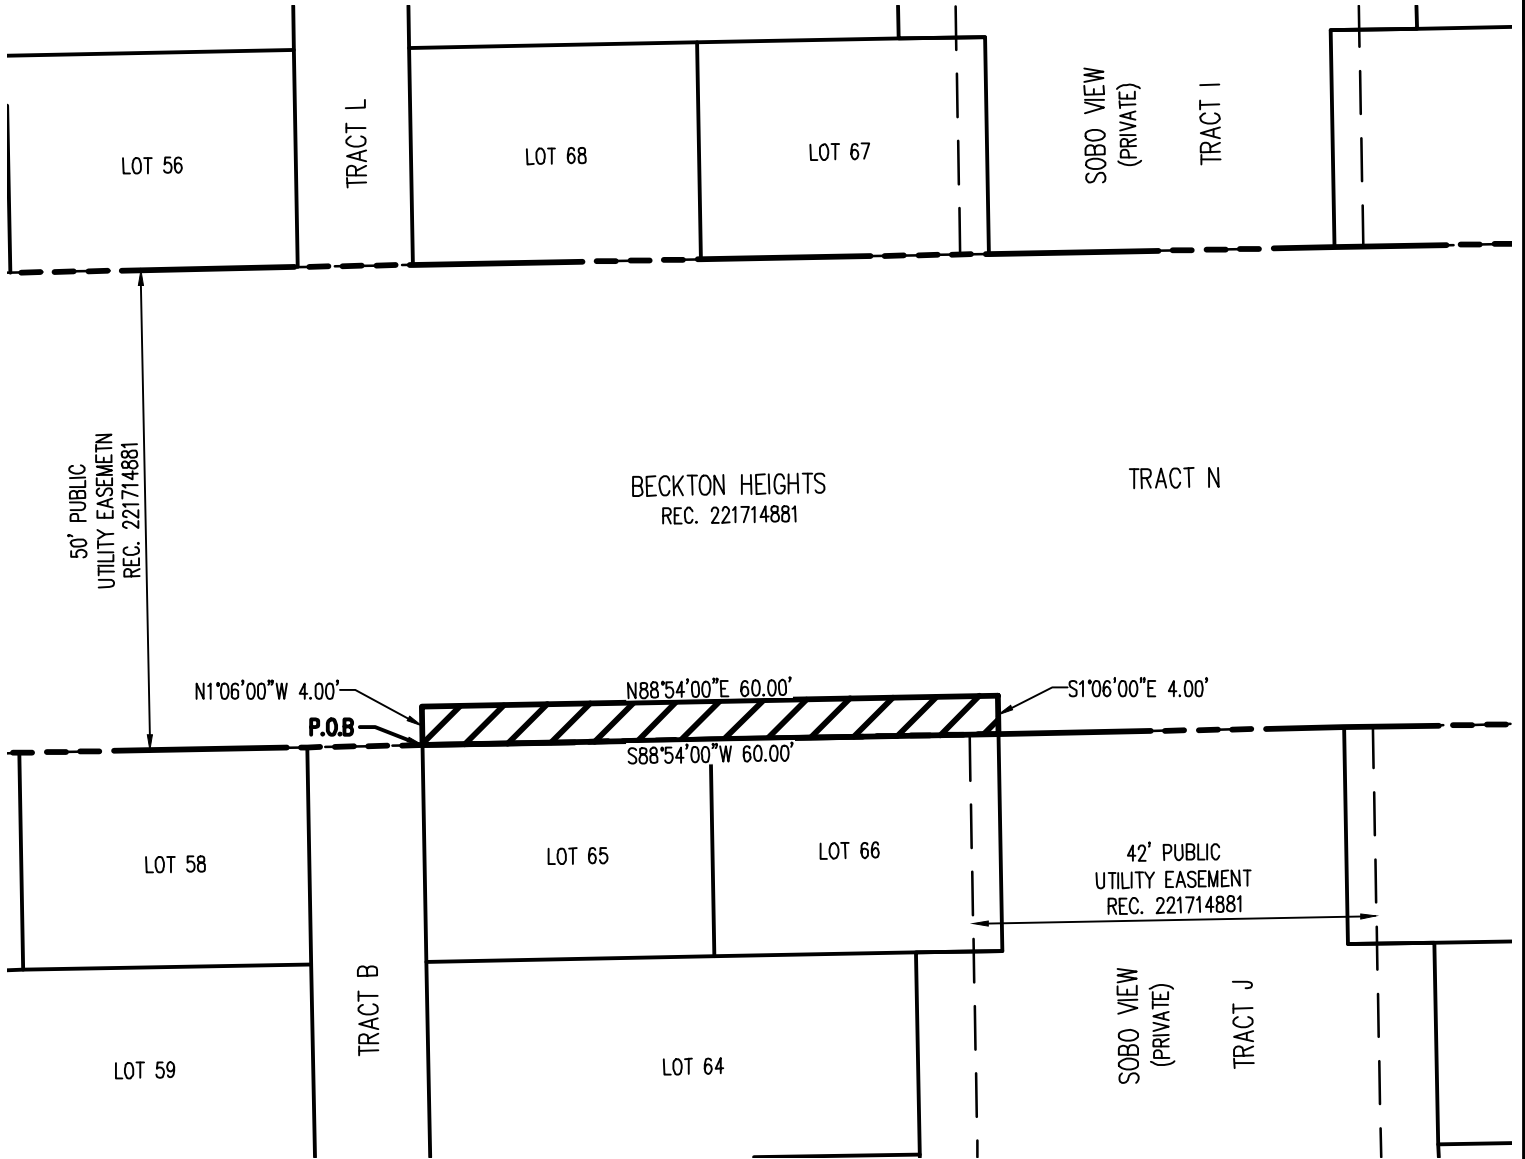 LOT 56
TRACT L
LOT 68
LOT 67
SOBO VIEW
(PRIVATE)
TRACT I
50' PUBLIC
UTILITY EASEMETN
REC. 221714881
BECKTON HEIGHTS
REC. 221714881
TRACT N
N1°06'00"W 4.00'
N88°54'00"E 60.00'
S1°06'00"E 4.00'
P.O.B
S88°54'00"W 60.00'
LOT 58
LOT 65
LOT 66
42' PUBLIC
UTILITY EASEMENT
REC. 221714881
LOT 59
TRACT B
LOT 64
SOBO VIEW
(PRIVATE)
TRACT J